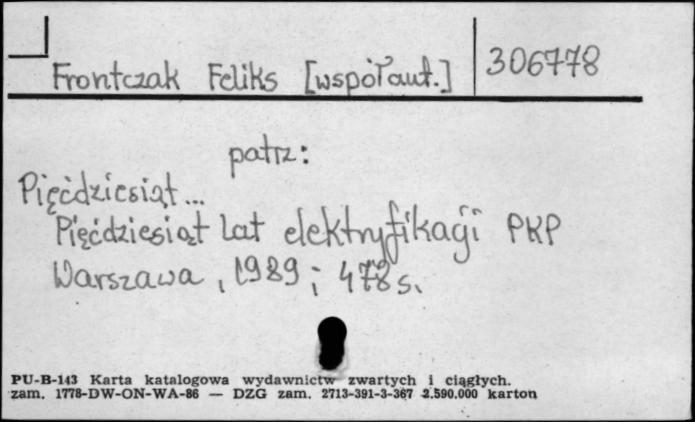 Frontczak Feliks [współaut.] 306778
patrz:
Pięćdziesiąt...
Pięćdziesiąt lat elektryfikacji PKP
Warszawa, 1989; 478 s.
PU-B-143 Karta katalogowa wydawnictw zwartych i ciągłych.
zam. 1778-DW-ON-WA-86 — DZG zam. 2713-391-3-367 2.590.000 karton